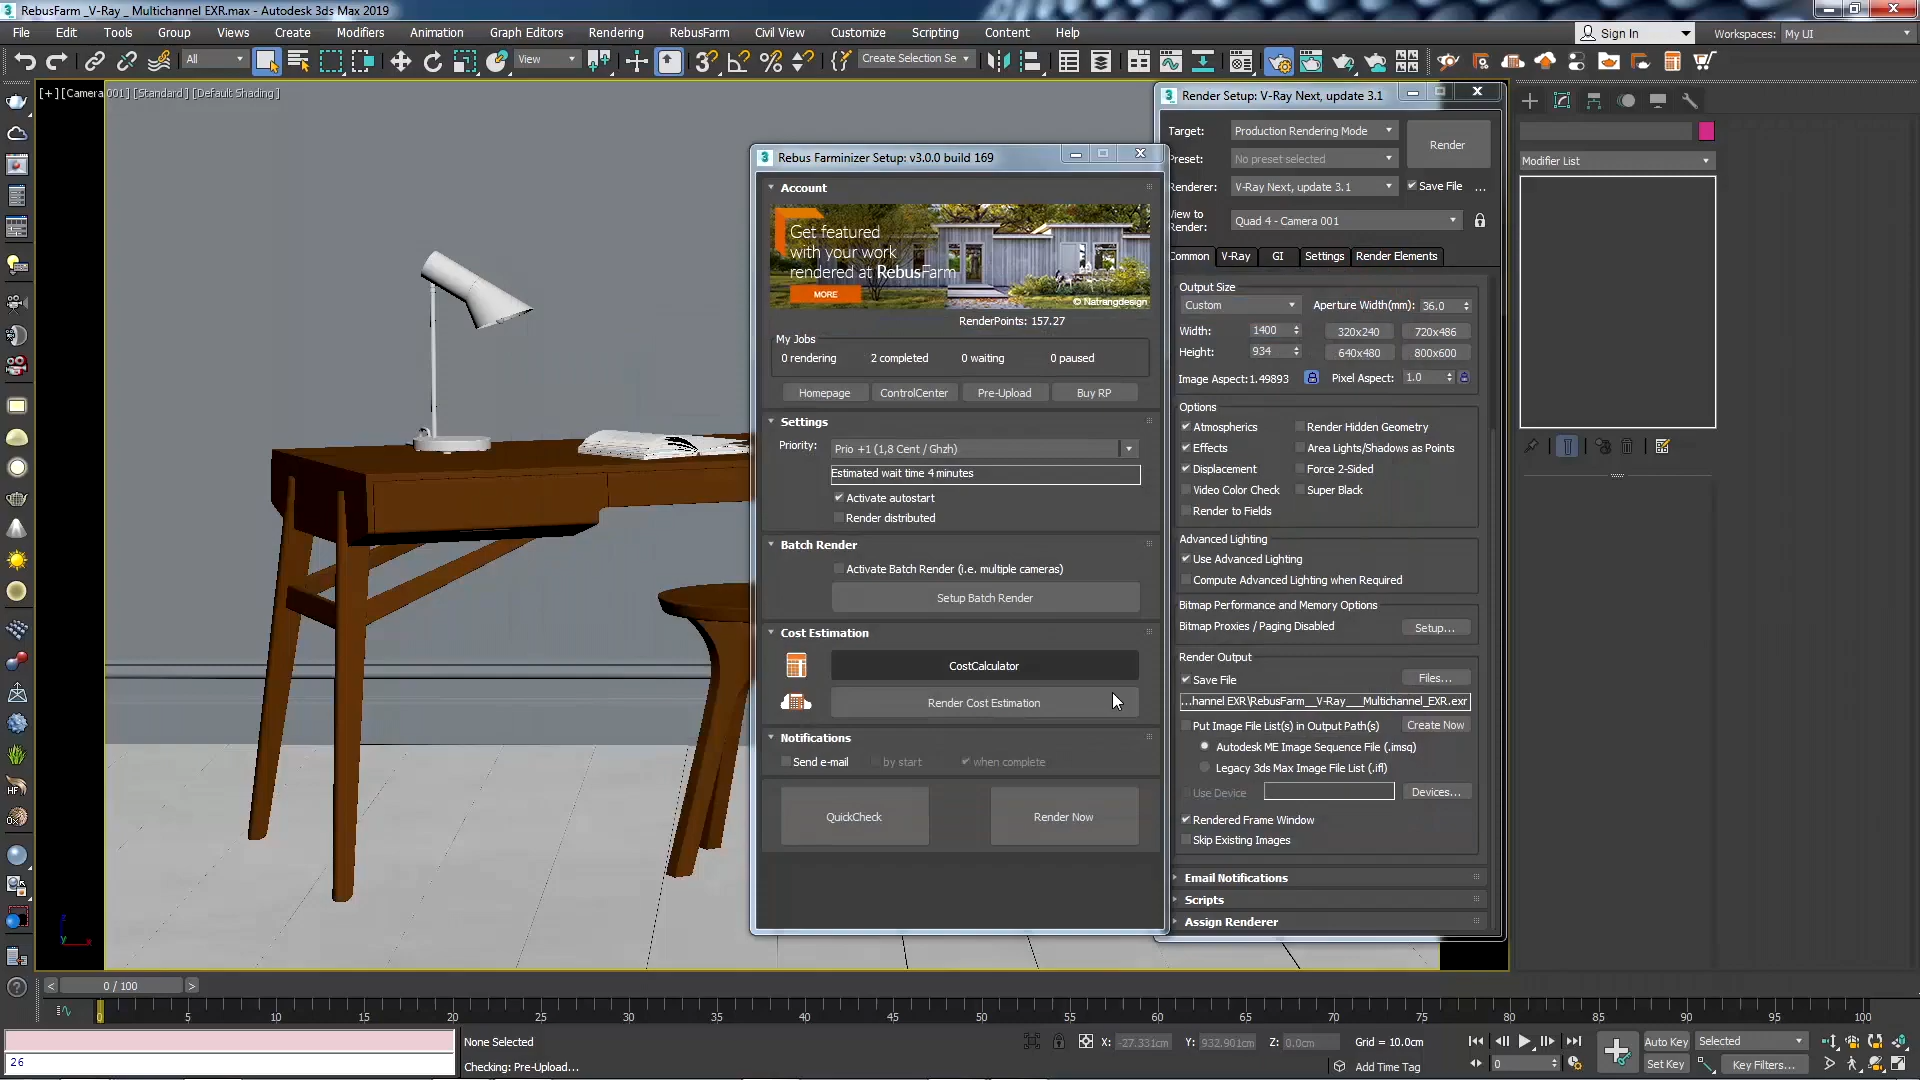 RebusFarm _V-Ray _ Multichannel EXR.max - Autodesk 3ds Max 2019
File Edit Tools Group Views Create Modifiers Animation Graph Editors Rendering RebusFarm Civil View Customize Scripting Content Help
Sign In
Workspaces: My UI
All
View
Create Selection Se
[+][Camera 001] [Standard] [Default Shading]
Rebus Farminizer Setup: v3.0.0 build 169
Account
Get featured
with your work
rendered at RebusFarm
MORE
© Natrangdesign
RenderPoints: 157.27
My Jobs
0 rendering 2 completed 0 waiting 0 paused
Homepage ControlCenter Pre-Upload Buy RP
Settings
Priority: Prio +1 (1,8 Cent / Ghzh)
Estimated wait time 4 minutes
Activate autostart
Render distributed
Batch Render
Activate Batch Render (i.e. multiple cameras)
Setup Batch Render
Cost Estimation
CostCalculator
Render Cost Estimation
Notifications
Send e-mail by start when complete
QuickCheck Render Now
Render Setup: V-Ray Next, update 3.1
Target: Production Rendering Mode
Render
Preset: No preset selected
Renderer: V-Ray Next, update 3.1 Save File ...
View to
Render: Quad 4 - Camera 001
Common V-Ray GI Settings Render Elements
Output Size
Custom Aperture Width(mm): 36.0
Width: 1400 320x240 720x486
Height: 934 640x480 800x600
Image Aspect:1.49893 Pixel Aspect: 1.0
Options
Atmospherics Render Hidden Geometry
Effects Area Lights/Shadows as Points
Displacement Force 2-Sided
Video Color Check Super Black
Render to Fields
Advanced Lighting
Use Advanced Lighting
Compute Advanced Lighting when Required
Bitmap Performance and Memory Options
Bitmap Proxies / Paging Disabled Setup...
Render Output
Save File Files...
...hannel EXR\RebusFarm__V-Ray___Multichannel_EXR.exr
Put Image File List(s) in Output Path(s) Create Now
Autodesk ME Image Sequence File (.imsq)
Legacy 3ds Max Image File List (.ifl)
Use Device Devices...
Rendered Frame Window
Skip Existing Images
Email Notifications
Scripts
Assign Renderer
Modifier List
0 / 100
0 5 10 15 20 25 30 35 40 45 50 55 60 65 70 75 80 85 90 95 100
26
None Selected
Checking: Pre-Upload...
X: -27.331cm Y: 932.901cm Z: 0.0cm Grid = 10.0cm
Add Time Tag
0
Auto Key Selected
Set Key Key Filters...